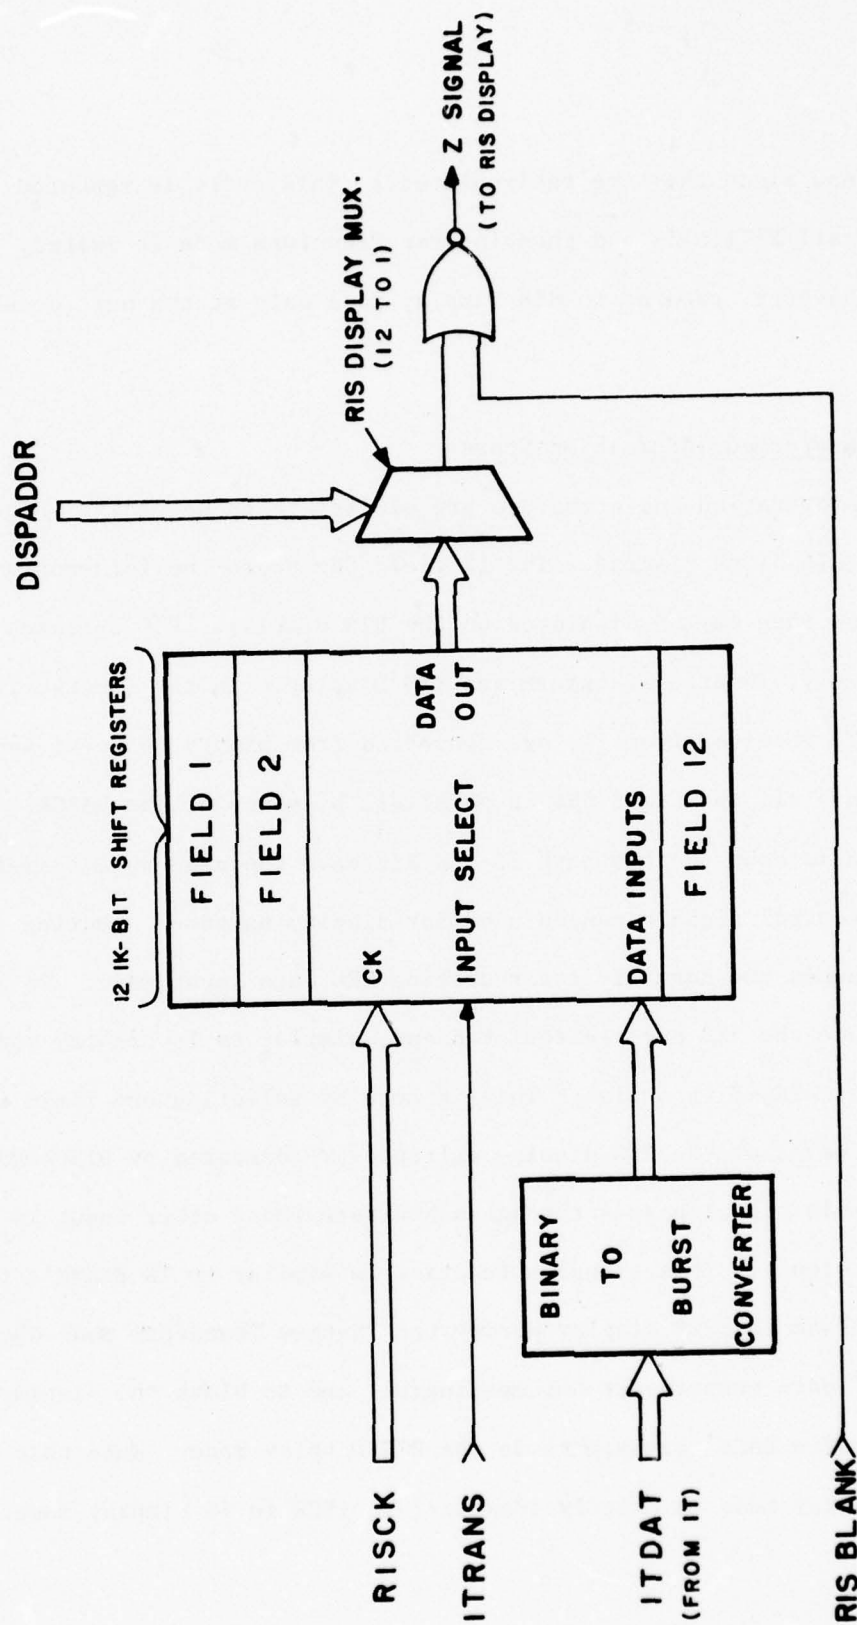 DISPADDR
12 1K-BIT SHIFT REGISTERS
RIS DISPLAY MUX.
(12 TO 1)
FIELD 1
FIELD 2
CK
DATA
OUT
INPUT SELECT
DATA INPUTS
FIELD 12
Z SIGNAL
(TO RIS DISPLAY)
RISCK
ITRANS
ITDAT
(FROM IT)
BINARY
TO
BURST
CONVERTER
RIS BLANK